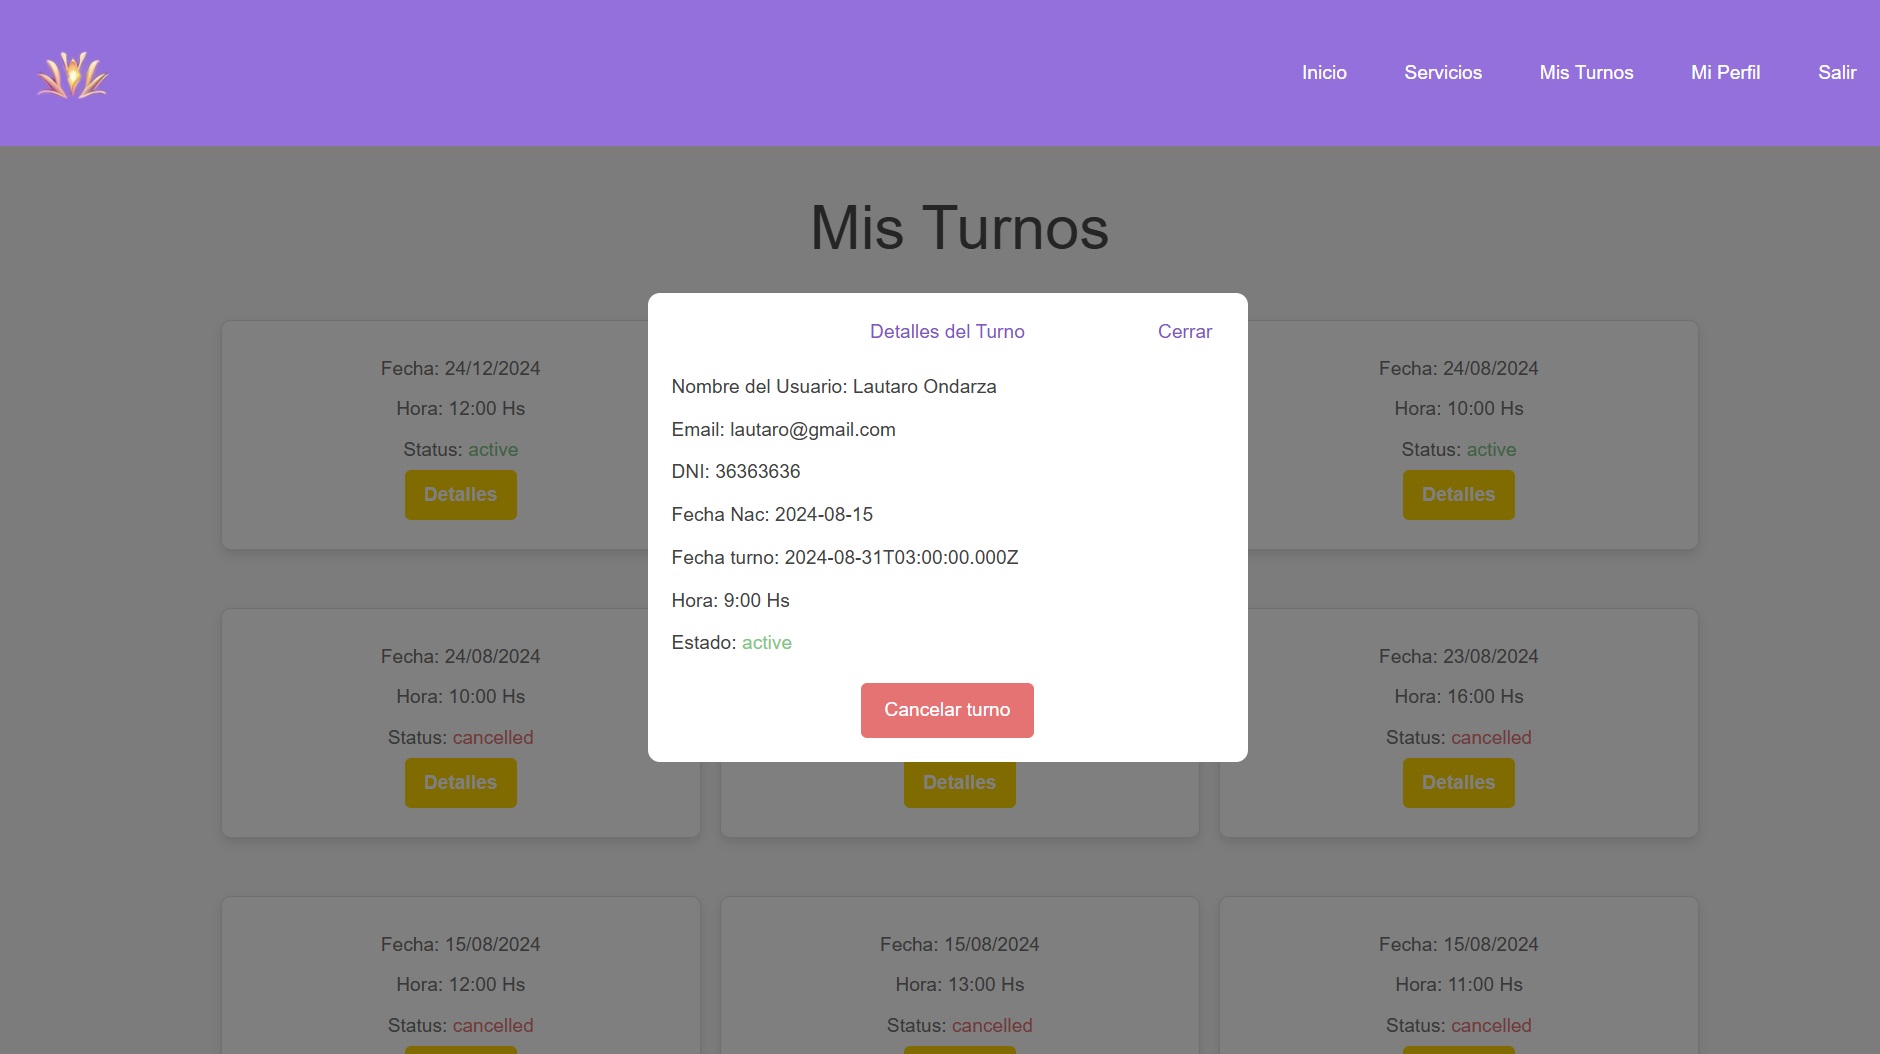 Inicio
Servicios
Mis Turnos
Mi Perfil
Salir
Mis Turnos
Detalles del Turno
Cerrar
Nombre del Usuario: Lautaro Ondarza
Email: lautaro@gmail.com
DNI: 36363636
Fecha Nac: 2024-08-15
Fecha turno: 2024-08-31T03:00:00.000Z
Hora: 9:00 Hs
Estado: active
Cancelar turno
Fecha: 24/12/2024
Hora: 12:00 Hs
Status: active
Detalles
Fecha: 24/08/2024
Hora: 10:00 Hs
Status: active
Detalles
Fecha: 24/08/2024
Hora: 10:00 Hs
Status: cancelled
Detalles
Detalles
Fecha: 23/08/2024
Hora: 16:00 Hs
Status: cancelled
Detalles
Fecha: 15/08/2024
Hora: 12:00 Hs
Status: cancelled
Fecha: 15/08/2024
Hora: 13:00 Hs
Status: cancelled
Fecha: 15/08/2024
Hora: 11:00 Hs
Status: cancelled